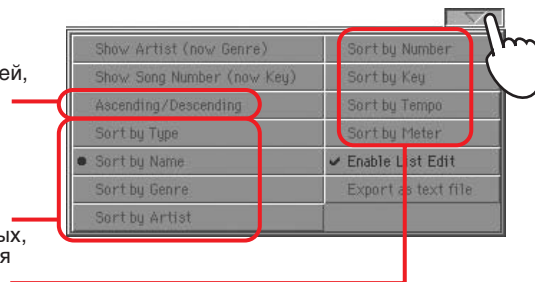 ей,
ых,
я
Show Artist (now Genre)
Show Song Number (now Key)
Ascending/Descending
Sort by Type
Sort by Name
Sort by Genre
Sort by Artist
Sort by Number
Sort by Key
Sort by Tempo
Sort by Meter
Enable List Edit
Export as text file